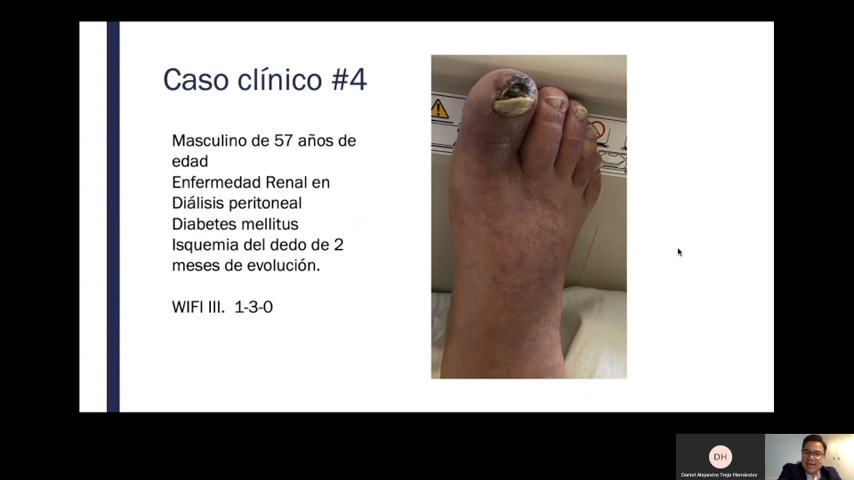 Caso clínico #4
Masculino de 57 años de
edad
Enfermedad Renal en
Diálisis peritoneal
Diabetes mellitus
Isquemia del dedo de 2
meses de evolución.
WIFI III. 1-3-0
DH
Daniel Alejandro Trejo Hernández